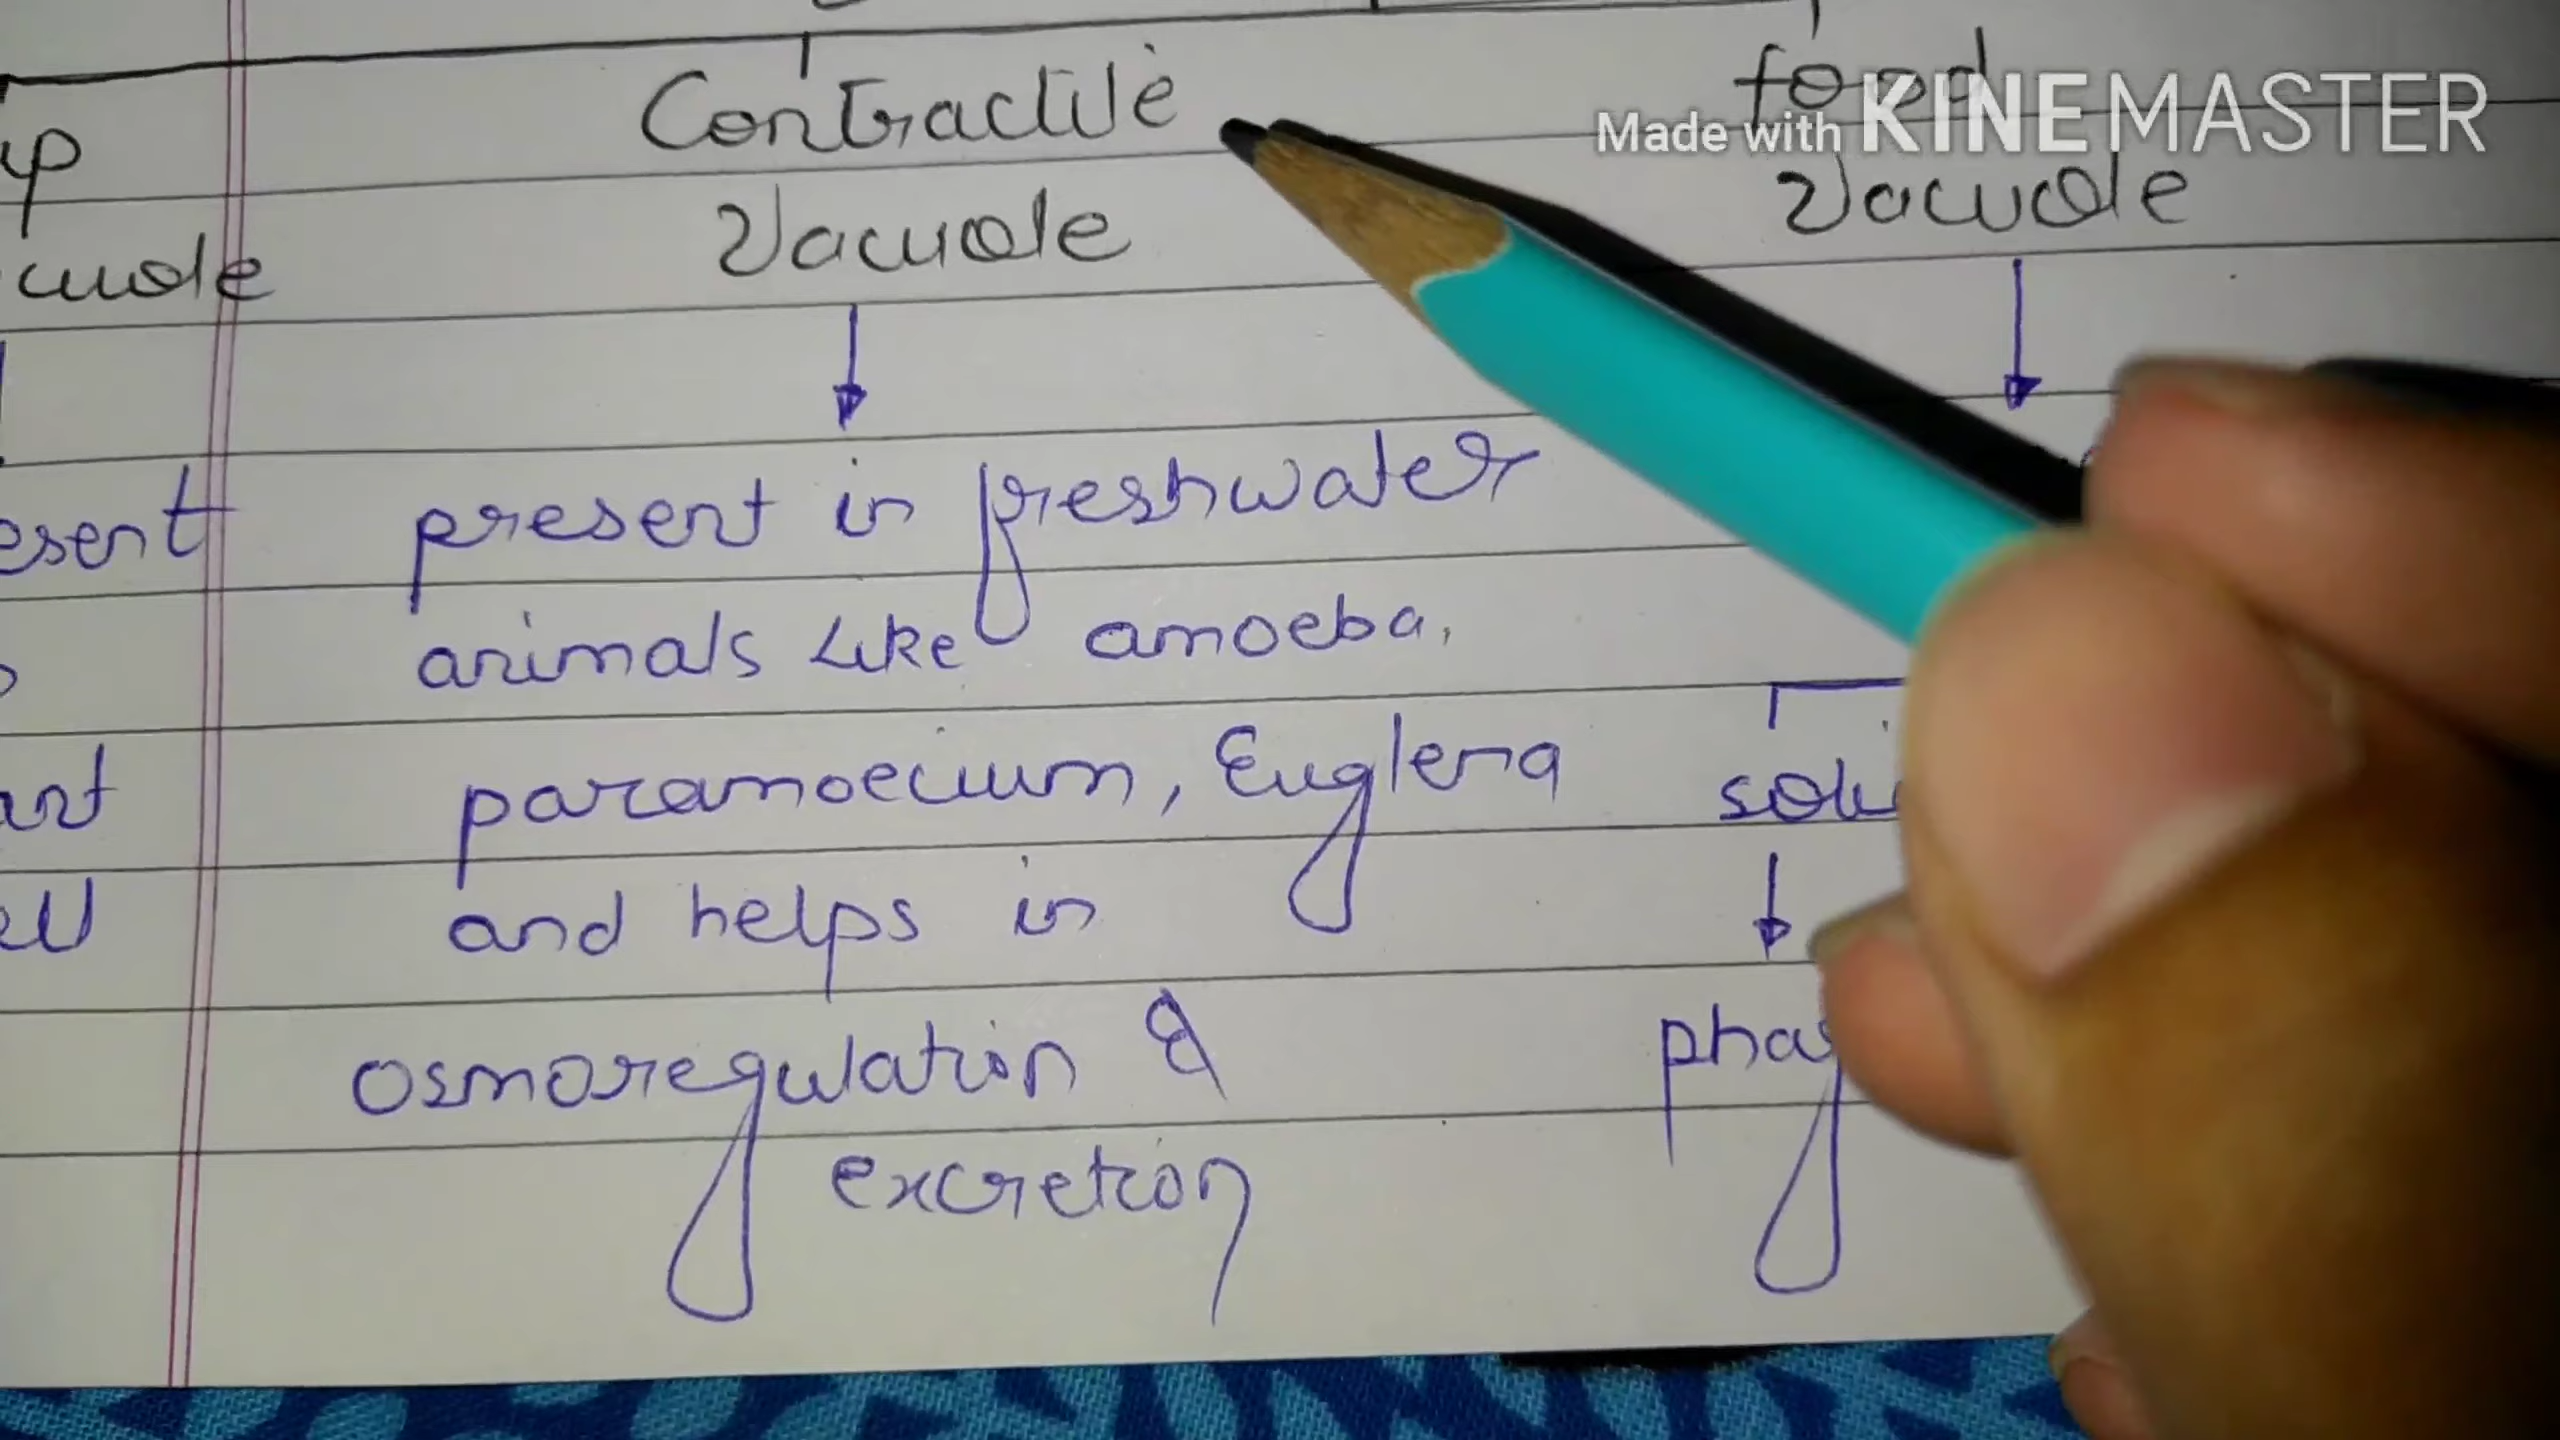 Contractile
food
Made with KINEMASTER
Vacuole
Vacuole
present in freshwater
animals like amoeba,
paramoecium, Euglena
and helps in
osmoregulation &
excretion